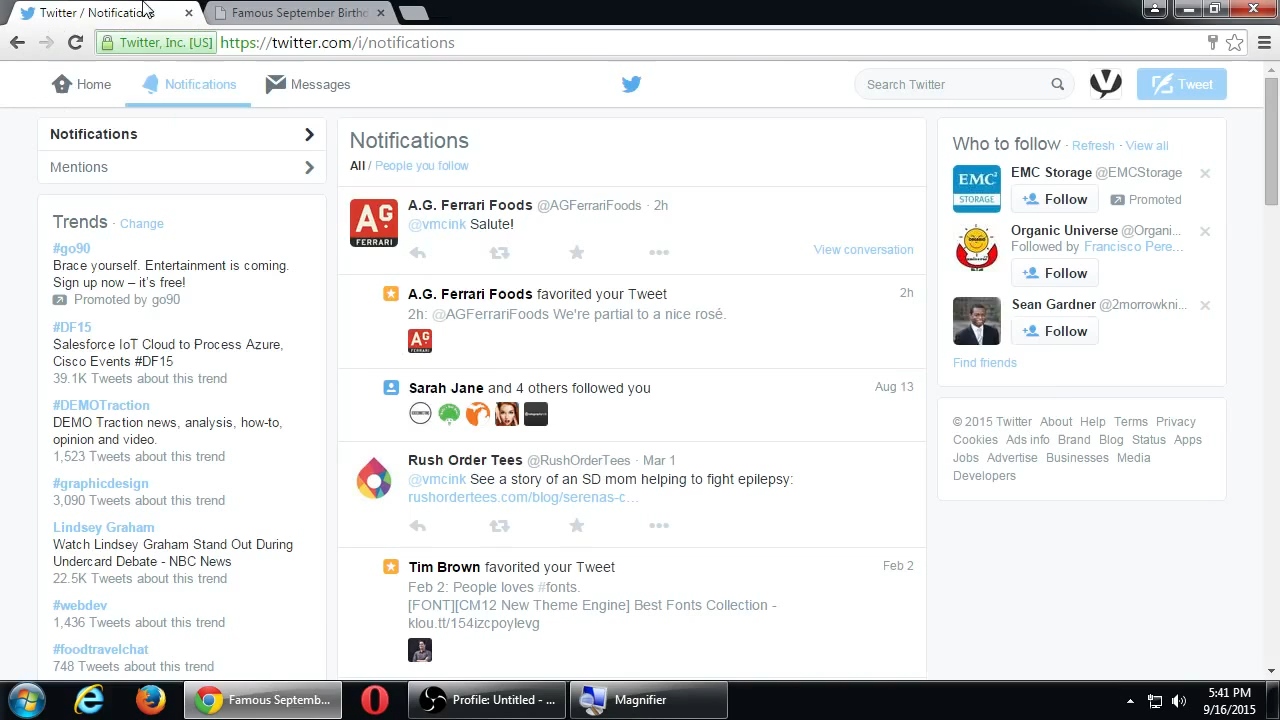 Twitter / Notification
Famous September Birthd
Twitter, Inc. [US]
https://twitter.com/i/notifications
Home
Notifications
Messages
Search Twitter
Tweet
Notifications
Mentions
Trends · Change
#go90
Brace yourself. Entertainment is coming.
Sign up now – it's free!
Promoted by go90
#DF15
Salesforce IoT Cloud to Process Azure,
Cisco Events #DF15
39.1K Tweets about this trend
#DEMOTraction
DEMO Traction news, analysis, how-to,
opinion and video.
1,523 Tweets about this trend
#graphicdesign
3,090 Tweets about this trend
Lindsey Graham
Watch Lindsey Graham Stand Out During
Undercard Debate - NBC News
22.5K Tweets about this trend
#webdev
1,436 Tweets about this trend
#foodtravelchat
748 Tweets about this trend
Notifications
All / People you follow
AG
FERRARI
A.G. Ferrari Foods @AGFerrariFoods · 2h
@vmcink Salute!
View conversation
A.G. Ferrari Foods favorited your Tweet
2h
2h: @AGFerrariFoods We're partial to a nice rosé.
Sarah Jane and 4 others followed you
Aug 13
Rush Order Tees @RushOrderTees · Mar 1
@vmcink See a story of an SD mom helping to fight epilepsy:
rushordertees.com/blog/serenas-c...
Tim Brown favorited your Tweet
Feb 2
Feb 2: People loves #fonts.
[FONT][CM12 New Theme Engine] Best Fonts Collection -
klou.tt/154izcpoylevg
Who to follow · Refresh · View all
EMC²
STORAGE
EMC Storage @EMCStorage
Follow
Promoted
Organic Universe @Organi...
Followed by Francisco Pere...
Follow
Sean Gardner @2morrowkni...
Follow
Find friends
© 2015 Twitter About Help Terms Privacy
Cookies Ads info Brand Blog Status Apps
Jobs Advertise Businesses Media
Developers
Famous Septemb...
Profile: Untitled - ...
Magnifier
5:41 PM
9/16/2015